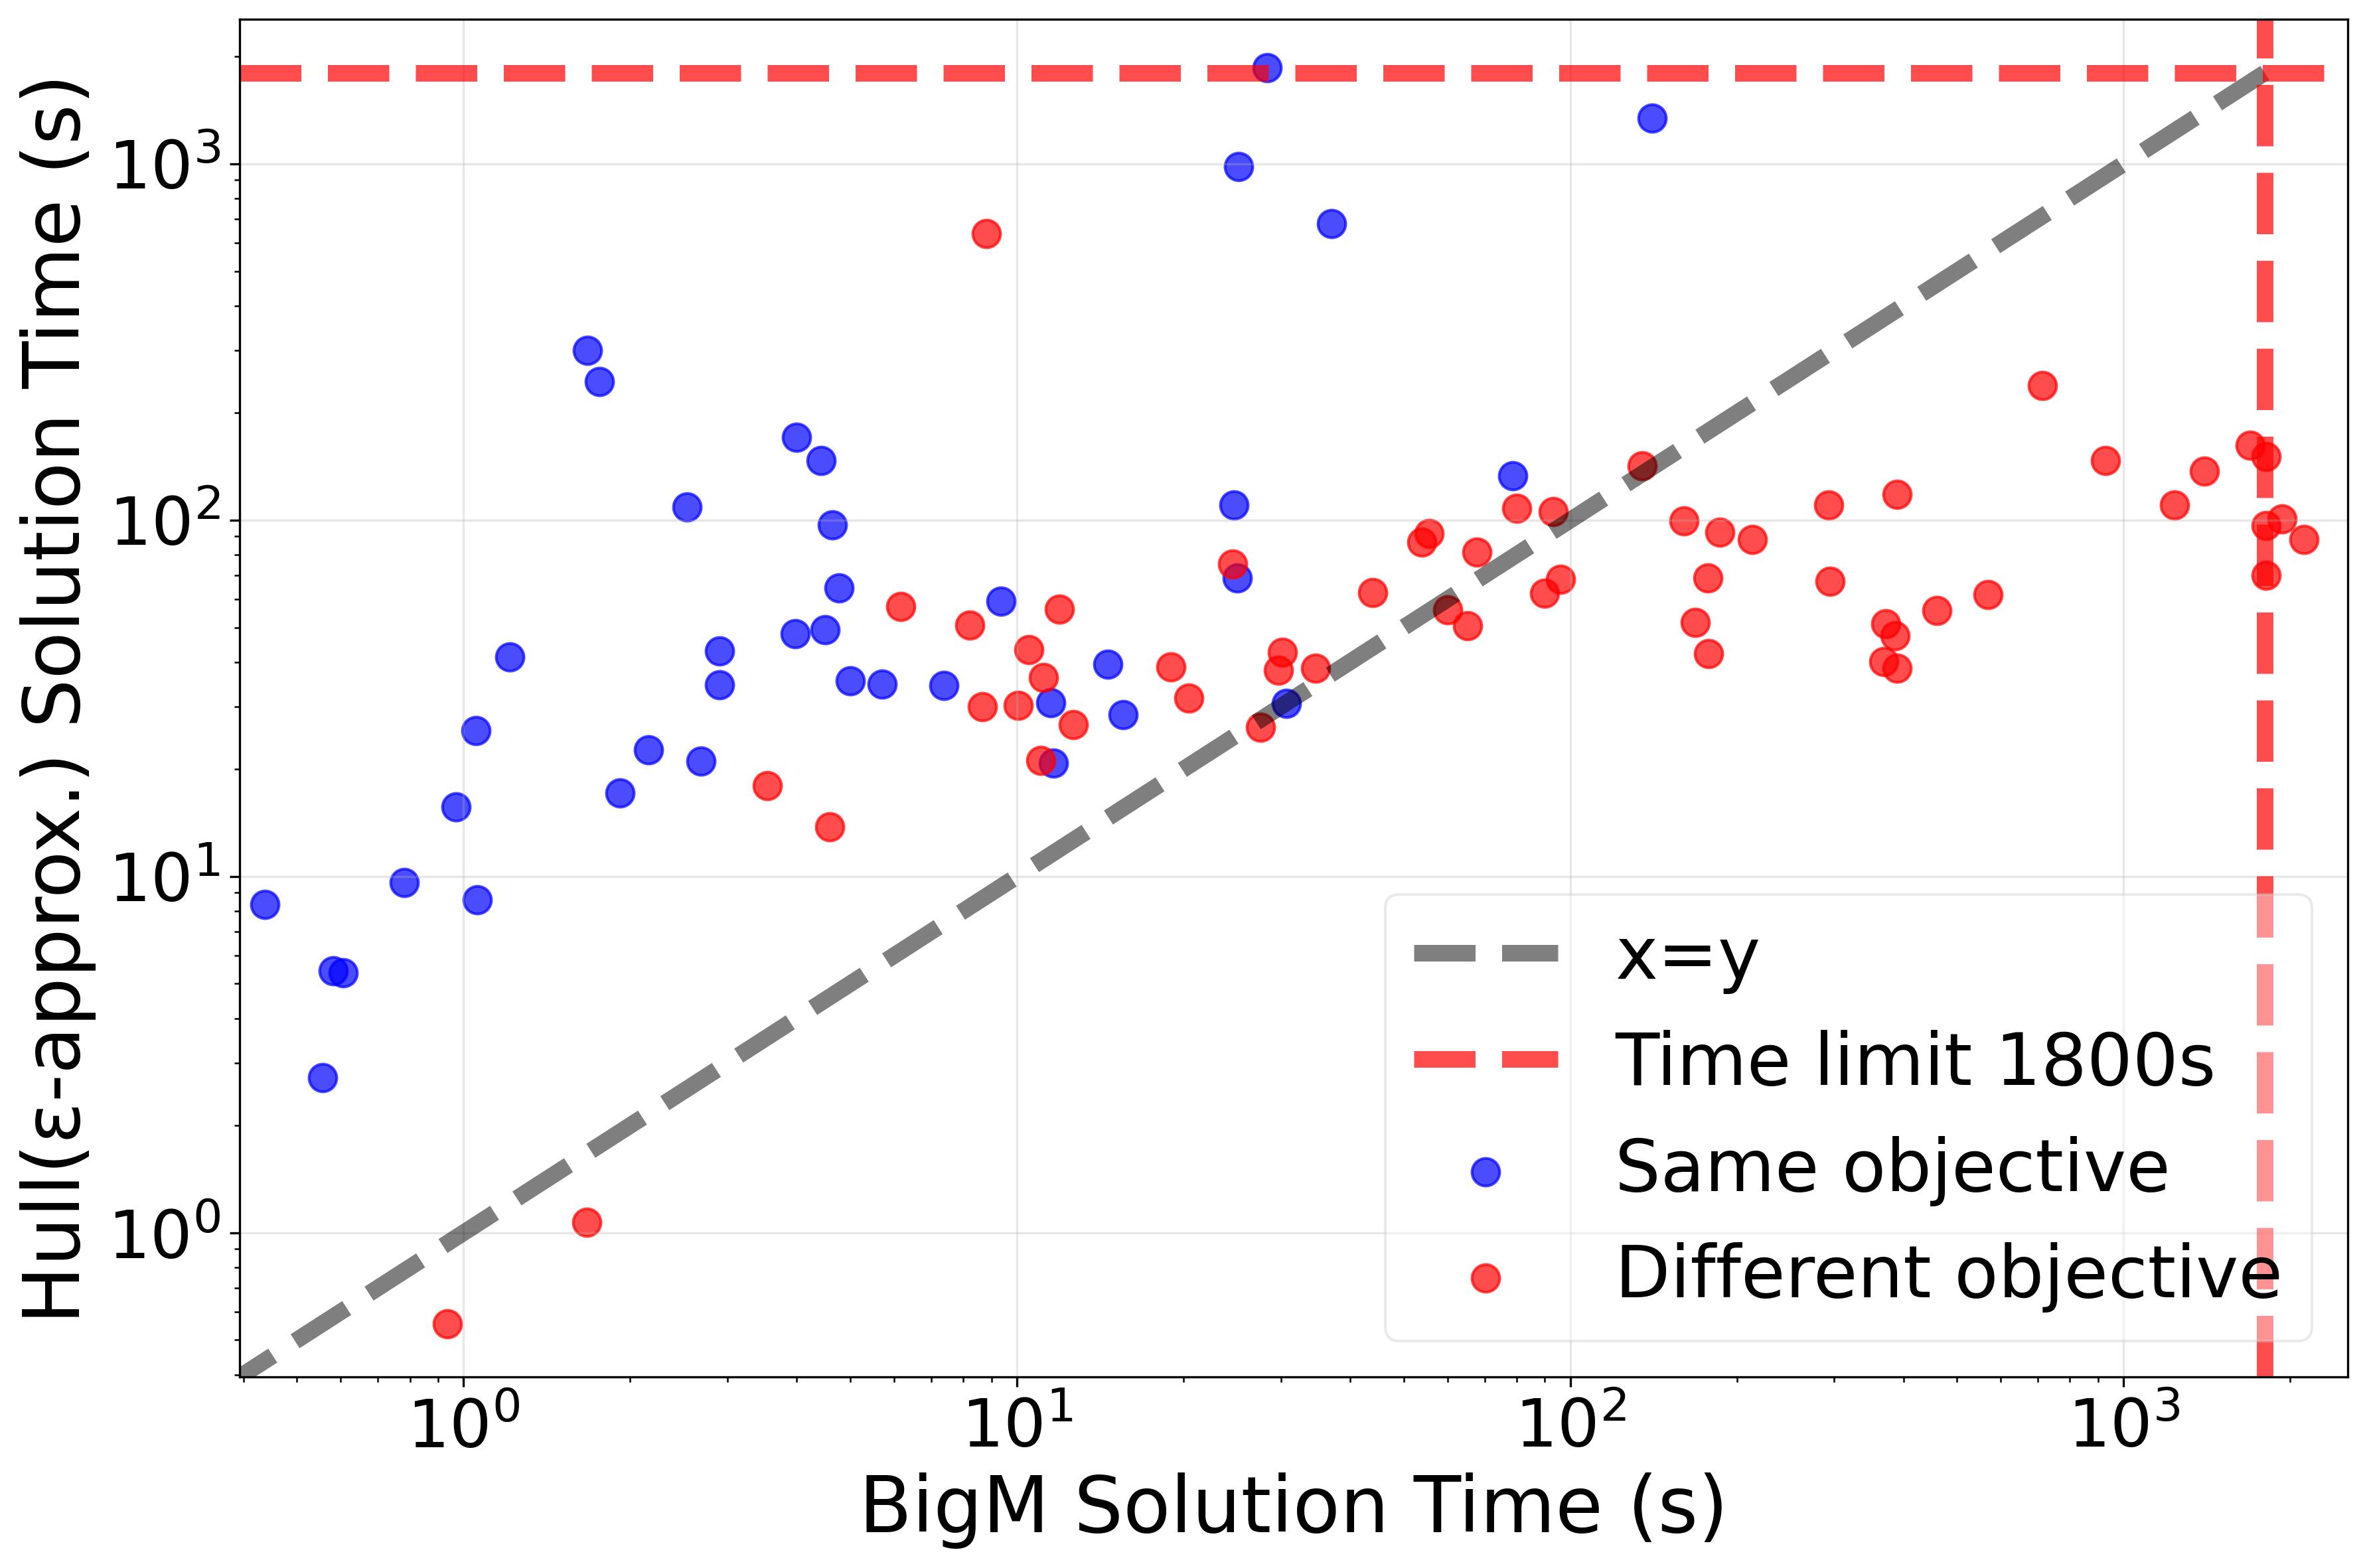 Hull(ε-approx.) Solution Time (s)
10³
10²
10¹
10⁰
x=y
Time limit 1800s
Same objective
Different objective
10⁰ 10¹ 10² 10³
BigM Solution Time (s)